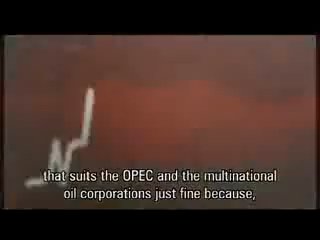 that suits the OPEC and the multinational
oil corporations just fine because,